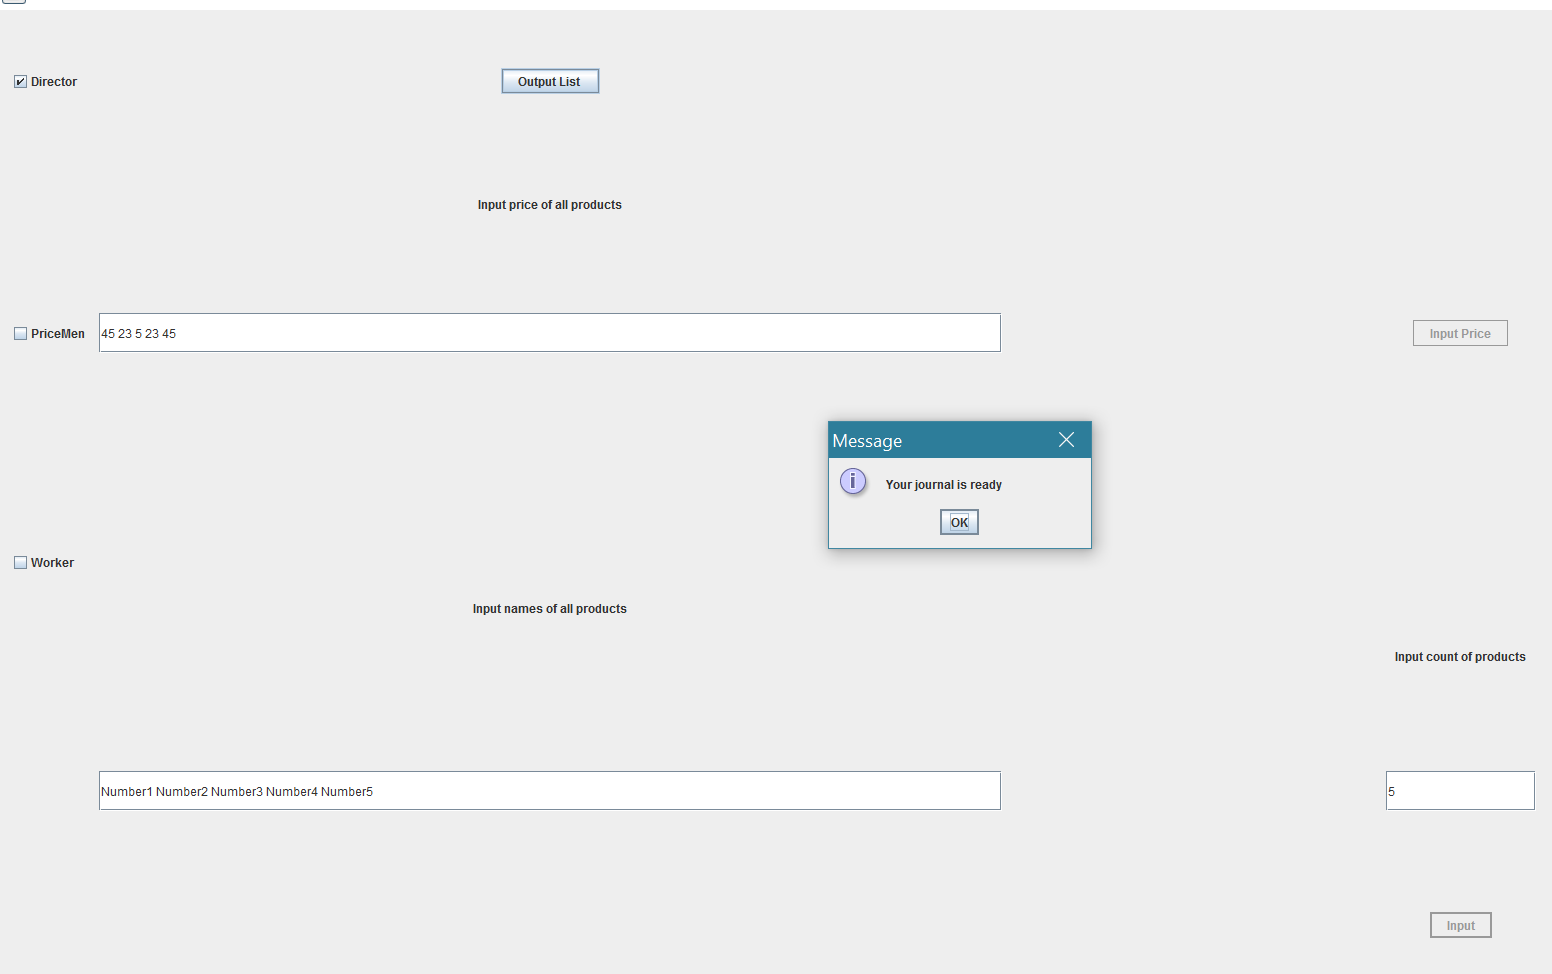 Director
Output List
Input price of all products
PriceMen
45 23 5 23 45
Input Price
Message
Your journal is ready
OK
Worker
Input names of all products
Input count of products
Number1 Number2 Number3 Number4 Number5
5
Input